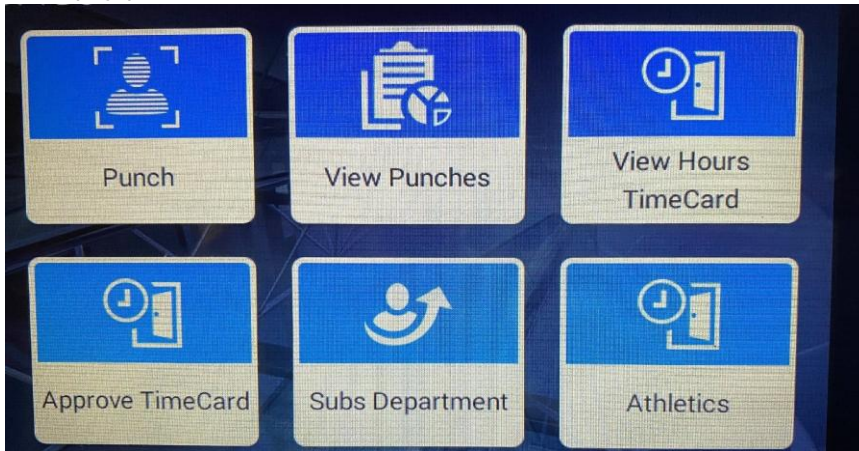 Punch
View Punches
View Hours
TimeCard
Approve TimeCard
Subs Department
Athletics